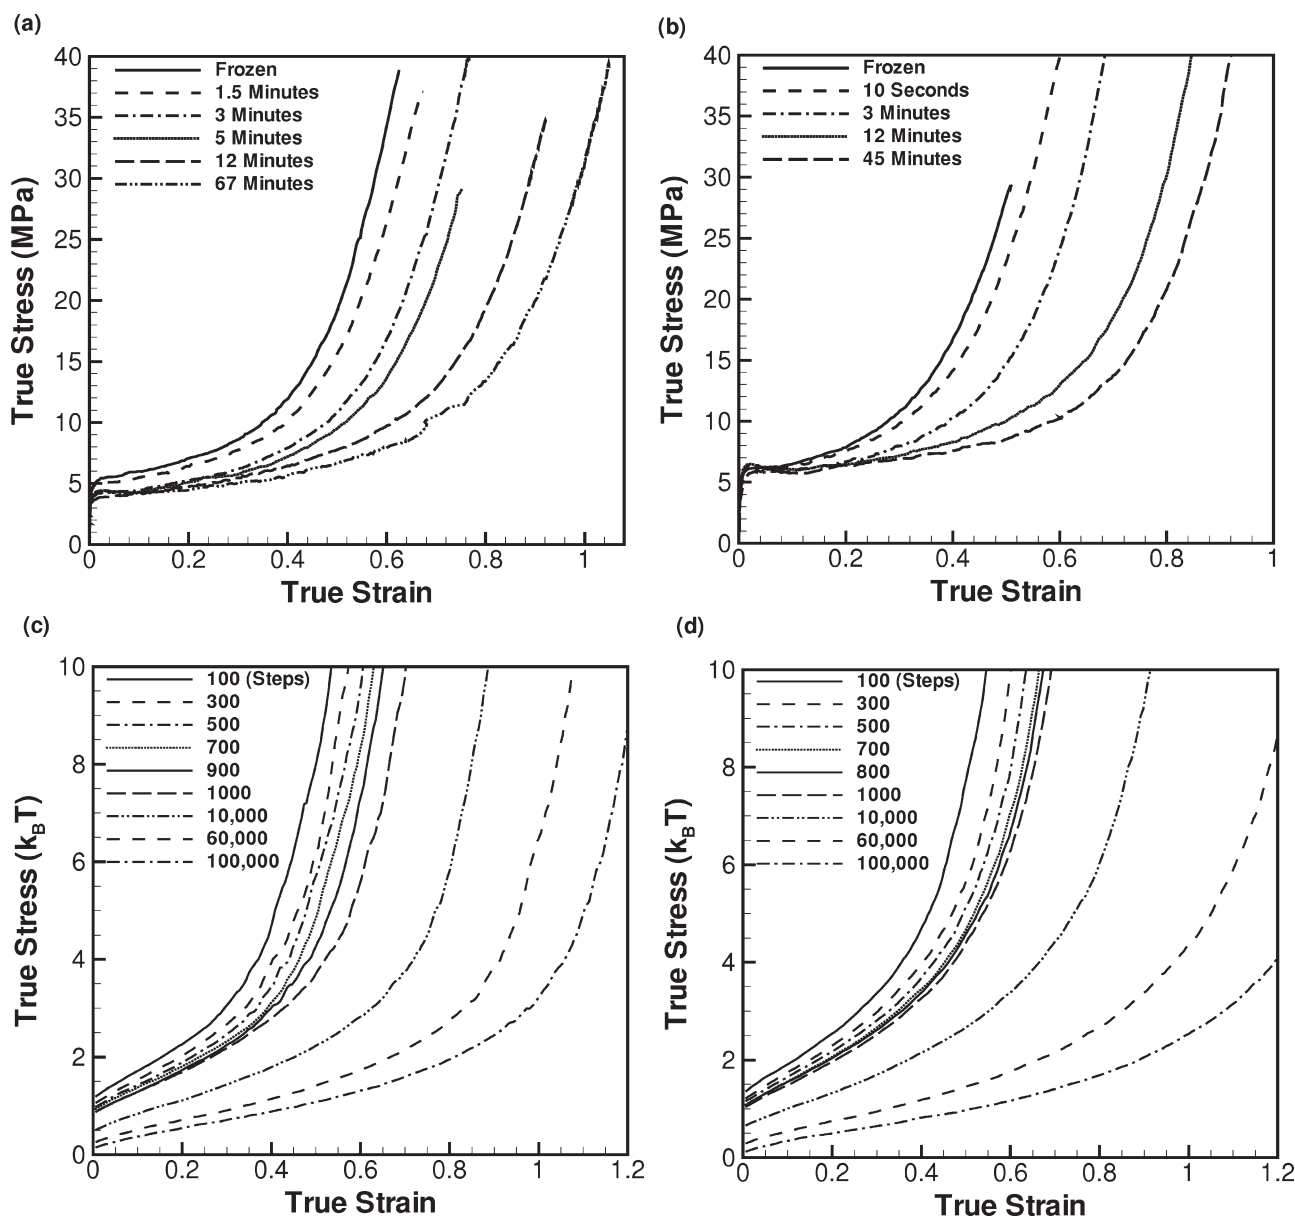 (a)
40
35
30
25
20
15
10
5
0
True Stress (MPa)
Frozen
1.5 Minutes
3 Minutes
5 Minutes
12 Minutes
67 Minutes
0 0.2 0.4 0.6 0.8 1
True Strain
(b)
40
35
30
25
20
15
10
5
0
True Stress (MPa)
Frozen
10 Seconds
3 Minutes
12 Minutes
45 Minutes
0 0.2 0.4 0.6 0.8 1
True Strain
(c)
10
8
6
4
2
0
True Stress (kBT)
100 (Steps)
300
500
700
900
1000
10,000
60,000
100,000
0 0.2 0.4 0.6 0.8 1 1.2
True Strain
(d)
10
8
6
4
2
0
True Stress (kBT)
100 (Steps)
300
500
700
800
1000
10,000
60,000
100,000
0 0.2 0.4 0.6 0.8 1 1.2
True Strain